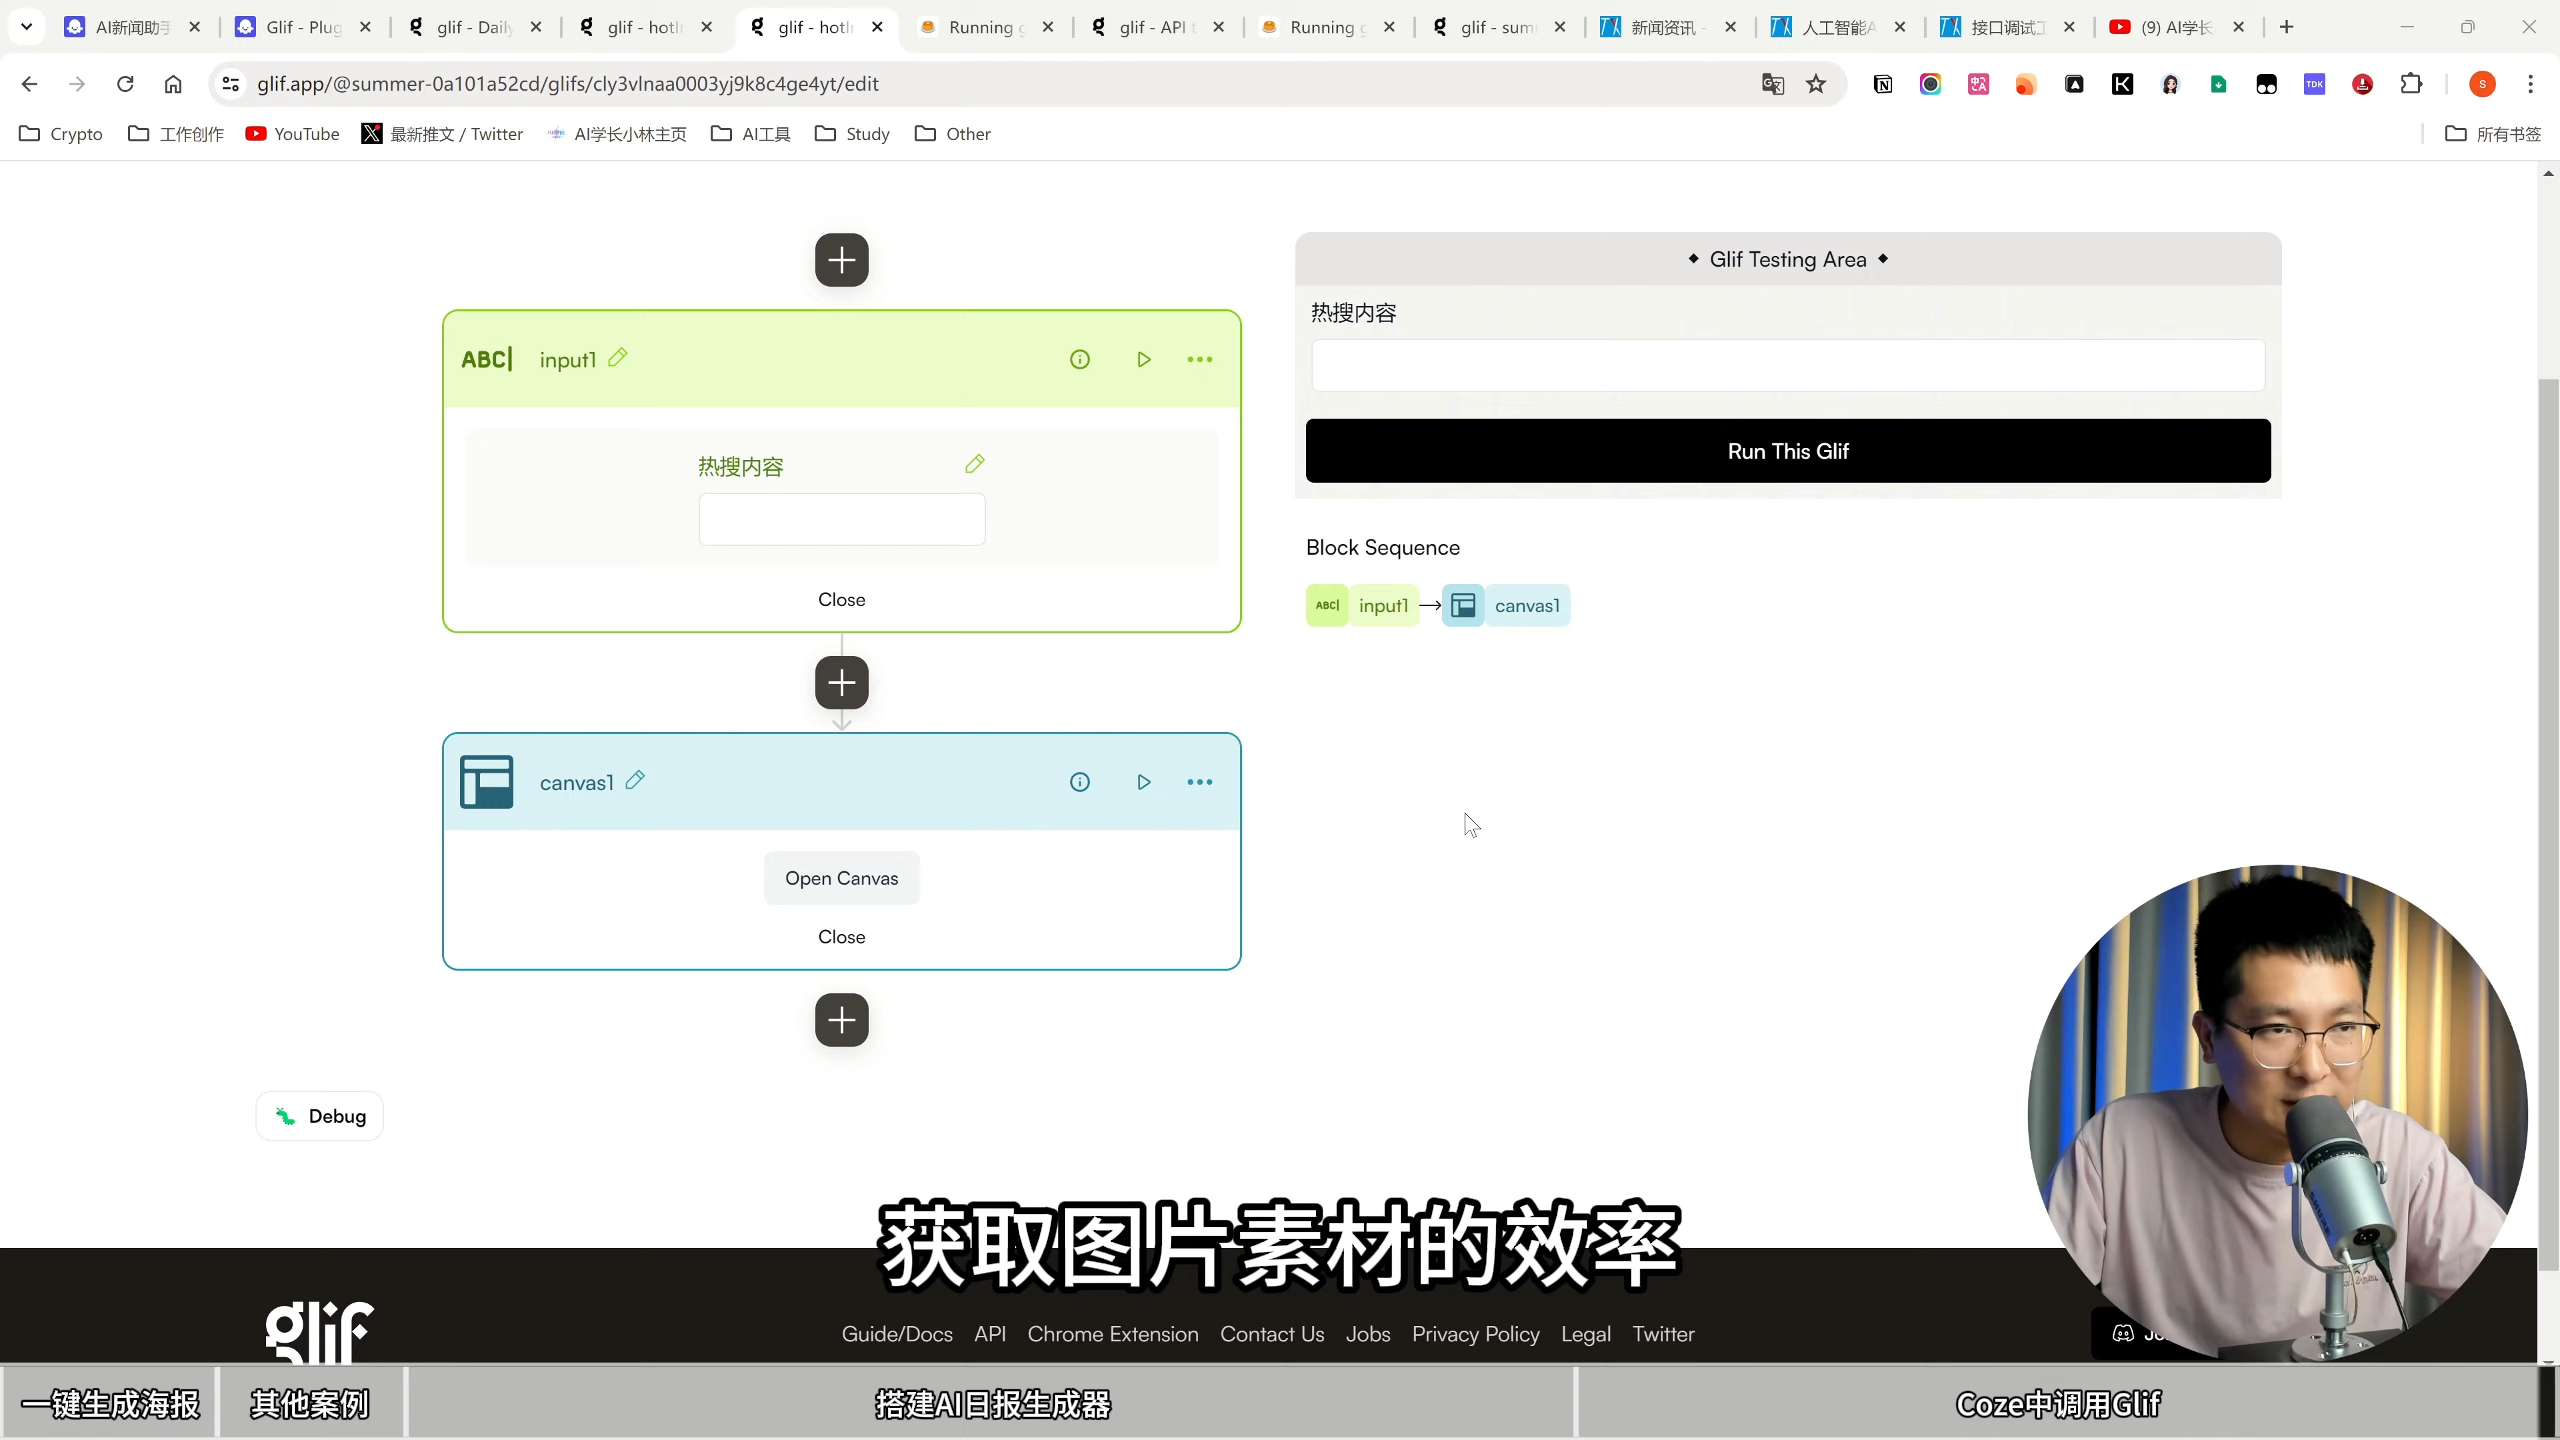 AI新闻助手
Glif - Plug
glif - Daily
glif - hotIr
glif - hotIr
Running g
glif - API t
Running g
glif - sum
新闻资讯 -
人工智能A
接口调试工
(9) AI学长
glif.app/@summer-0a101a52cd/glifs/cly3vlnaa0003yj9k8c4ge4yt/edit
TDK
S
Crypto
工作创作
YouTube
最新推文 / Twitter
AI学长小林主页
AI工具
Study
Other
所有书签
Glif Testing Area
热搜内容
Run This Glif
ABC| input1
热搜内容
Close
Block Sequence
ABC| input1 → canvas1
canvas1
Open Canvas
Close
Debug
获取图片素材的效率
glif
Guide/Docs API Chrome Extension Contact Us Jobs Privacy Policy Legal Twitter
一键生成海报
其他案例
搭建AI日报生成器
Coze中调用Glif